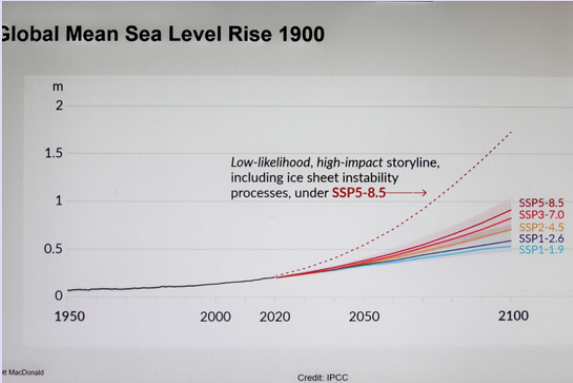 Global Mean Sea Level Rise 1900
m
2
1.5
1
0.5
0
Low-likelihood, high-impact storyline,
including ice sheet instability
processes, under SSP5-8.5
SSP5-8.5
SSP3-7.0
SSP2-4.5
SSP1-2.6
SSP1-1.9
1950 2000 2020 2050 2100
MacDonald
Credit: IPCC